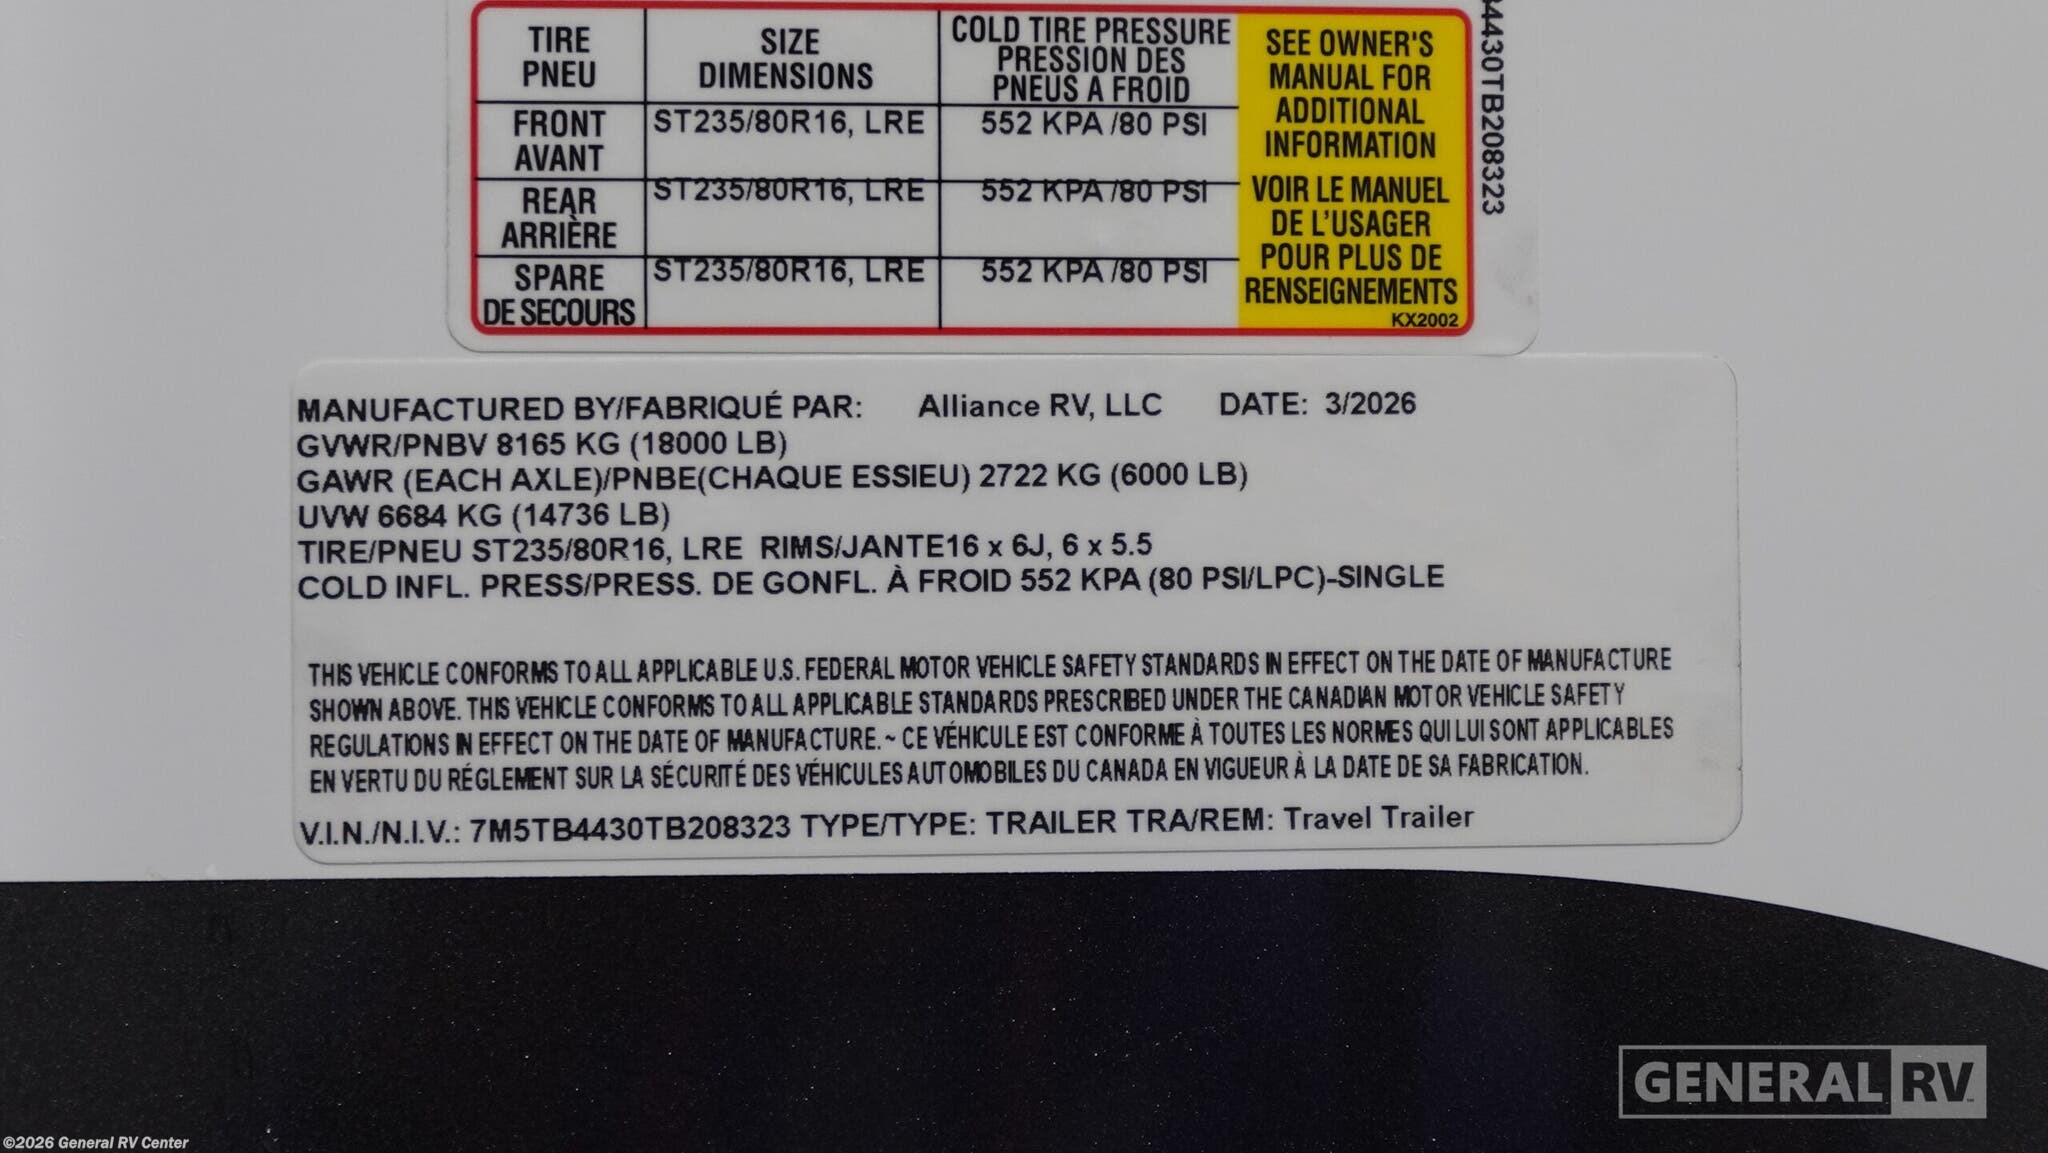 TIRE SIZE COLD TIRE PRESSURE
PNEU DIMENSIONS PRESSION DES
PNEUS A FROID
FRONT ST235/80R16, LRE 552 KPA /80 PSI
AVANT
REAR ST235/80R16, LRE 552 KPA /80 PSI
ARRIÈRE
SPARE ST235/80R16, LRE 552 KPA /80 PSI
DE SECOURS
SEE OWNER'S
MANUAL FOR
ADDITIONAL
INFORMATION
VOIR LE MANUEL
DE L'USAGER
POUR PLUS DE
RENSEIGNEMENTS
KX2002
4430TB208323
MANUFACTURED BY/FABRIQUÉ PAR: Alliance RV, LLC DATE: 3/2026
GVWR/PNBV 8165 KG (18000 LB)
GAWR (EACH AXLE)/PNBE(CHAQUE ESSIEU) 2722 KG (6000 LB)
UVW 6684 KG (14736 LB)
TIRE/PNEU ST235/80R16, LRE RIMS/JANTE16 x 6J, 6 x 5.5
COLD INFL. PRESS/PRESS. DE GONFL. À FROID 552 KPA (80 PSI/LPC)-SINGLE
THIS VEHICLE CONFORMS TO ALL APPLICABLE U.S. FEDERAL MOTOR VEHICLE SAFETY STANDARDS IN EFFECT ON THE DATE OF MANUFACTURE
SHOWN ABOVE. THIS VEHICLE CONFORMS TO ALL APPLICABLE STANDARDS PRESCRIBED UNDER THE CANADIAN MOTOR VEHICLE SAFETY
REGULATIONS IN EFFECT ON THE DATE OF MANUFACTURE. ~ CE VÉHICULE EST CONFORME À TOUTES LES NORMES QUI LUI SONT APPLICABLES
EN VERTU DU RÉGLEMENT SUR LA SÉCURITÉ DES VÉHICULES AUTOMOBILES DU CANADA EN VIGUEUR À LA DATE DE SA FABRICATION.
V.I.N./N.I.V.: 7M5TB4430TB208323 TYPE/TYPE: TRAILER TRA/REM: Travel Trailer
GENERAL RV
©2026 General RV Center